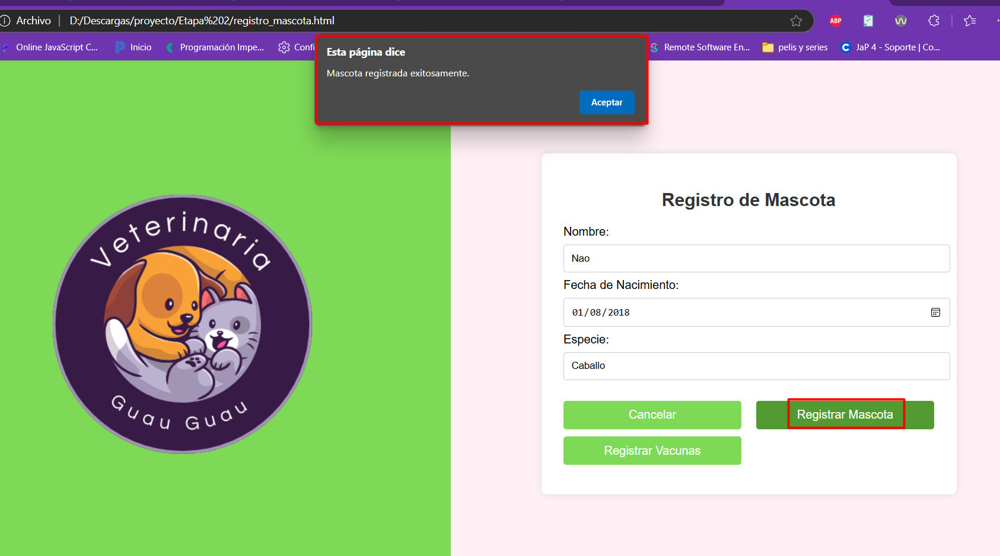 Archivo
D:/Descargas/proyecto/Etapa%202/registro_mascota.html
ABP
Online JavaScript C...
Inicio
Programación Impe...
Confi
Remote Software En...
pelis y series
JaP 4 - Soporte | Co...
Esta página dice
Mascota registrada exitosamente.
Aceptar
Veterinaria
Guau Guau
Registro de Mascota
Nombre:
Nao
Fecha de Nacimiento:
01/08/2018
Especie:
Caballo
Cancelar
Registrar Mascota
Registrar Vacunas